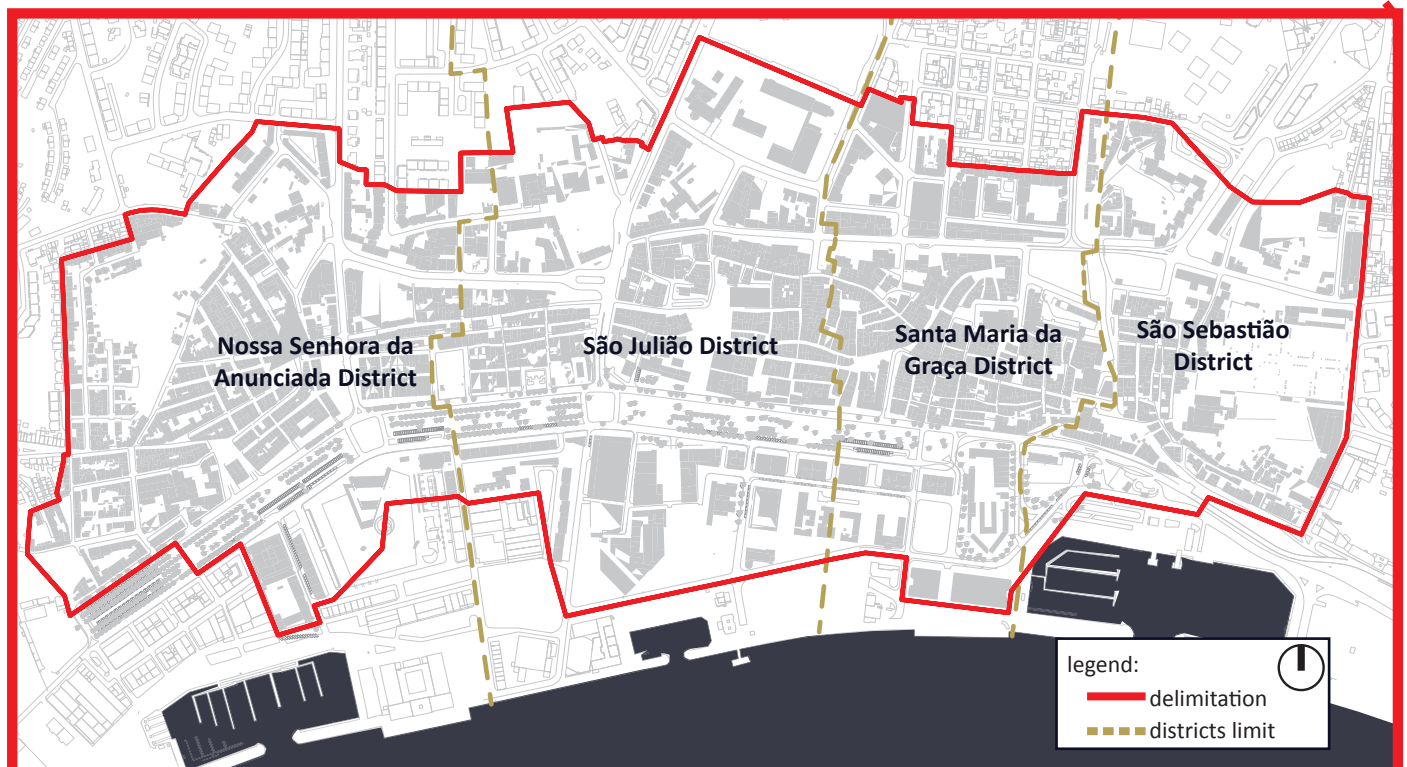 Nossa Senhora da
Anunciada District
São Julião District
Santa Maria da
Graça District
São Sebastião
District
legend:
delimitation
districts limit